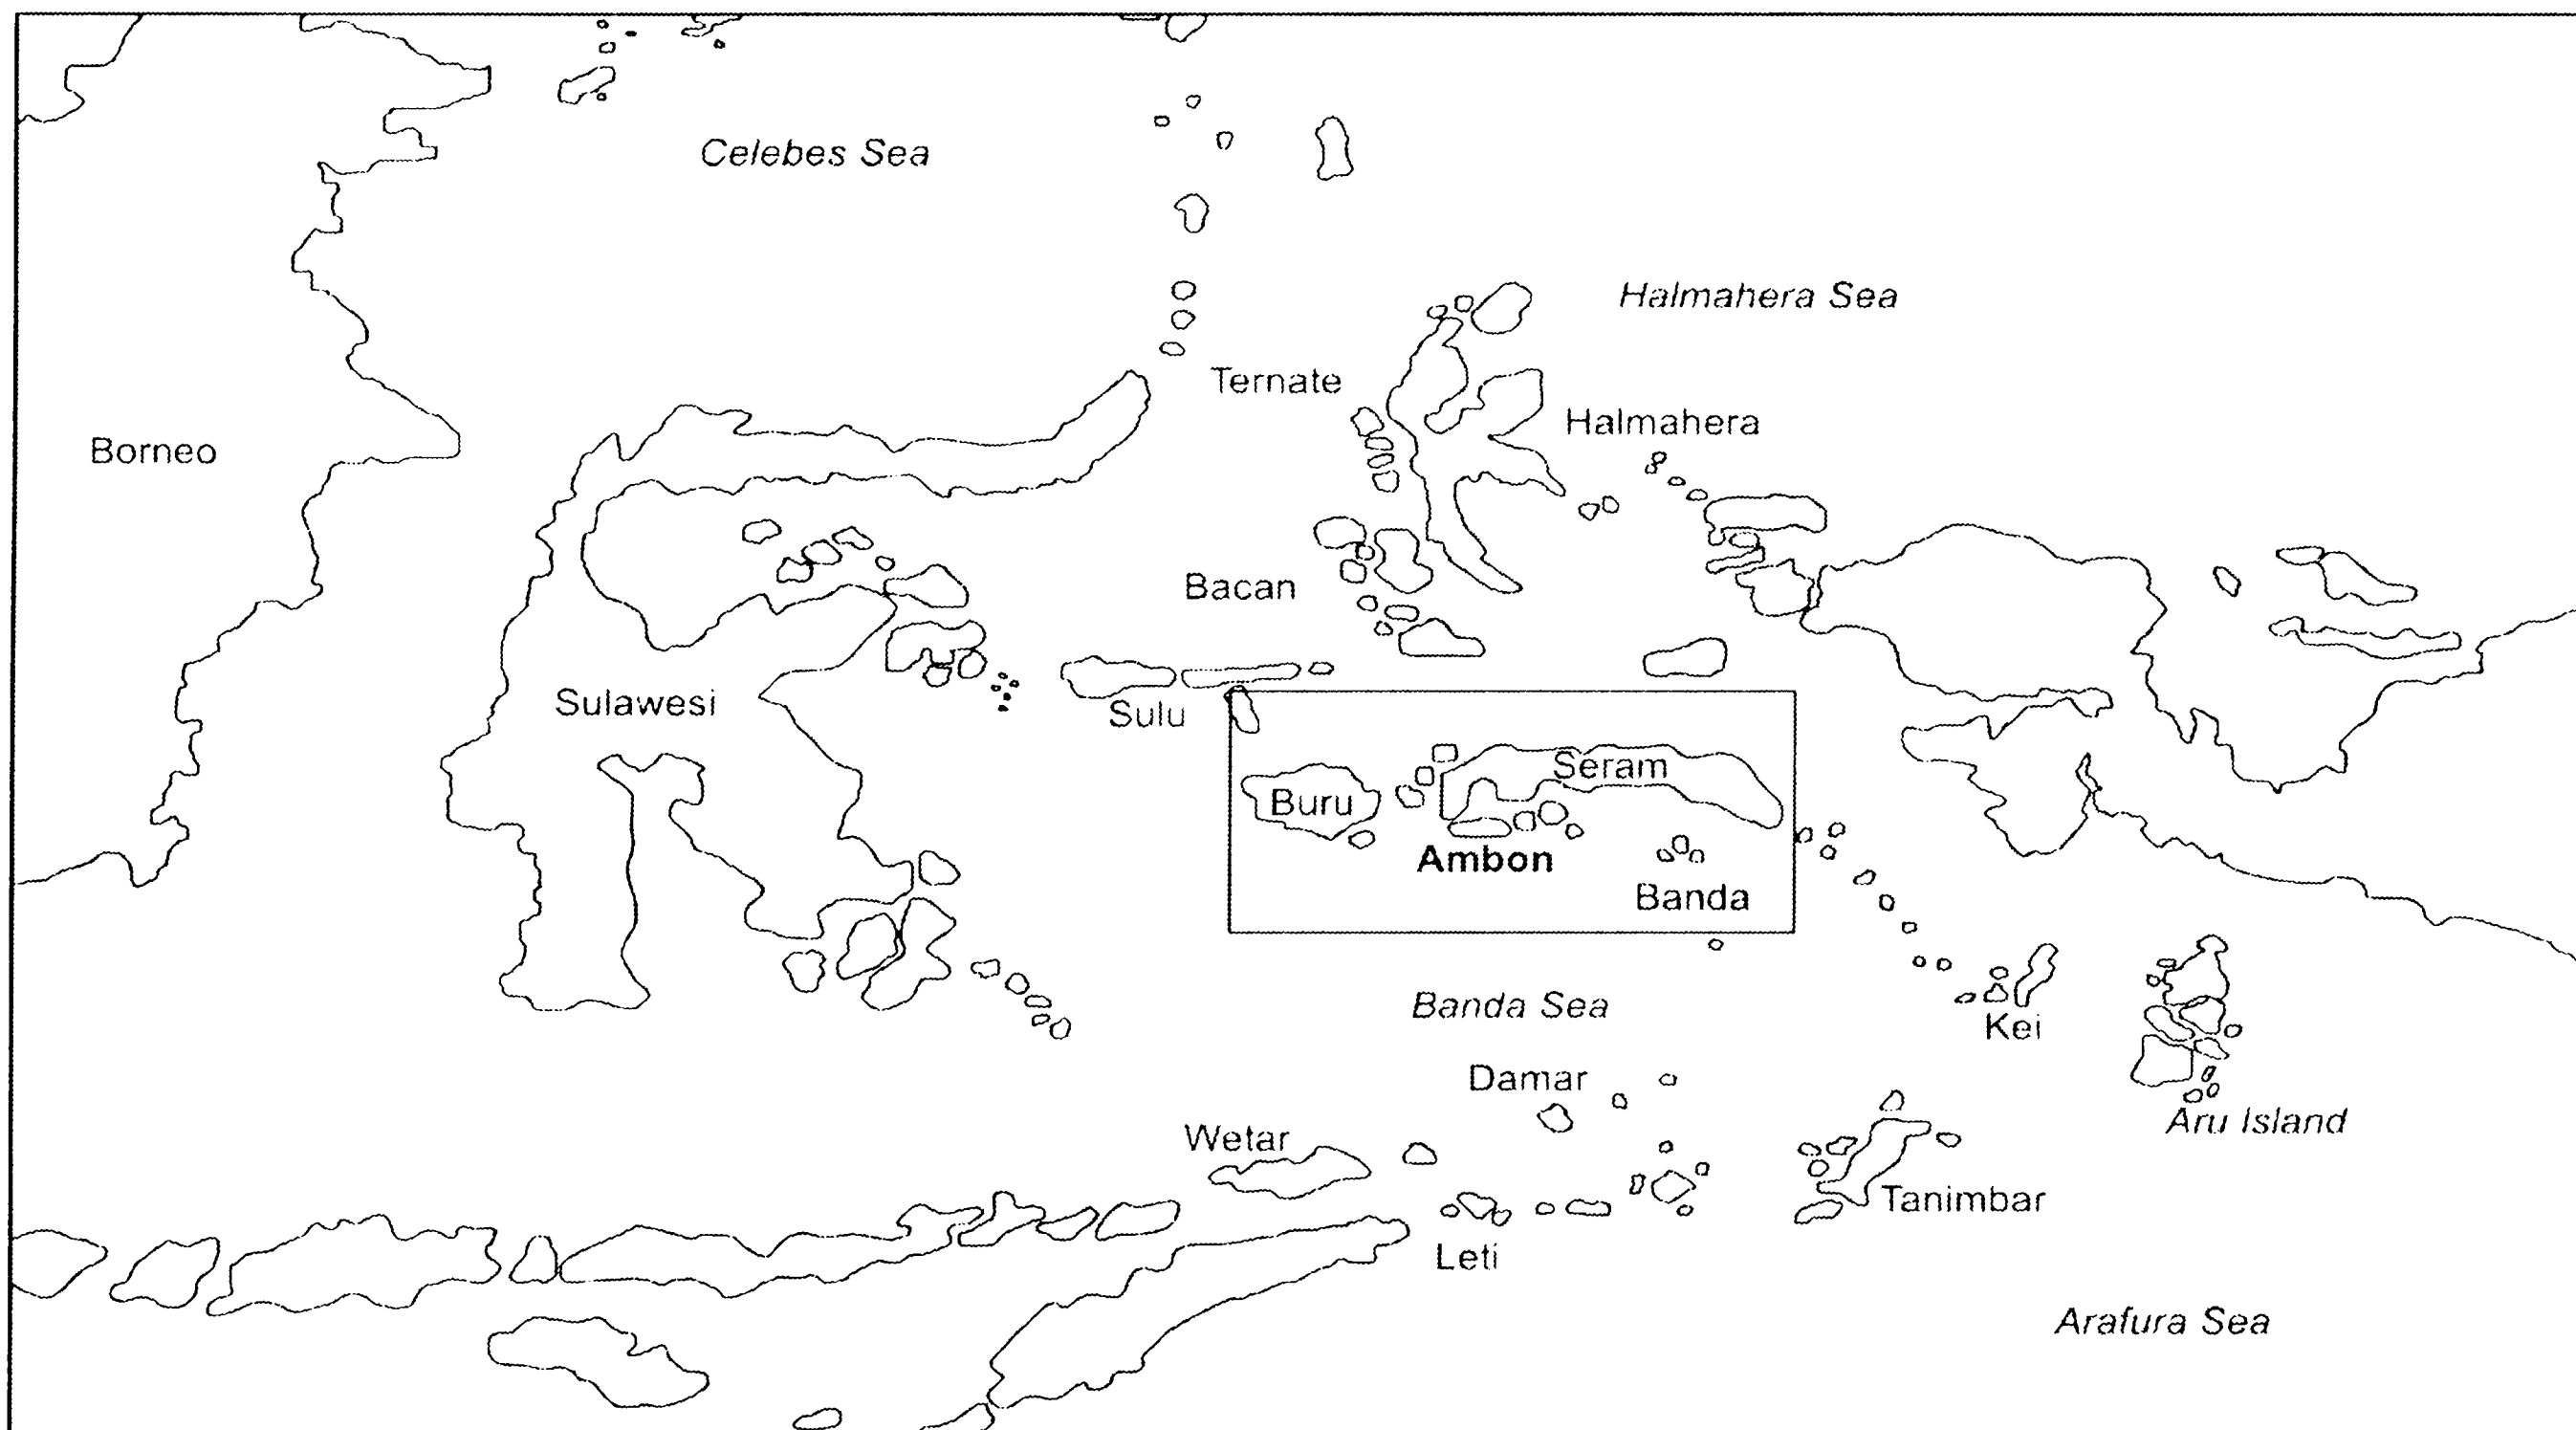 Celebes Sea
Halmahera Sea
Ternate
Halmahera
Borneo
Bacan
Sulawesi
Sulu
Seram
Buru
Ambon
Banda
Banda Sea
Kei
Damar
Aru Island
Wetar
Tanimbar
Leti
Arafura Sea